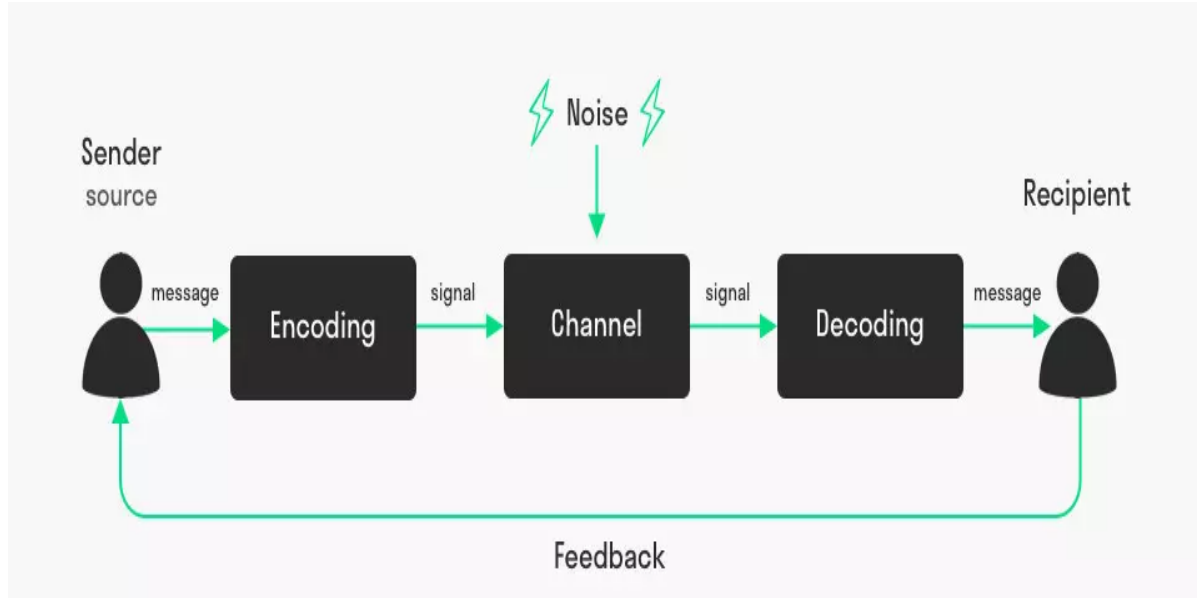 Noise
Sender
source
Recipient
message
Encoding
signal
Channel
signal
Decoding
message
Feedback